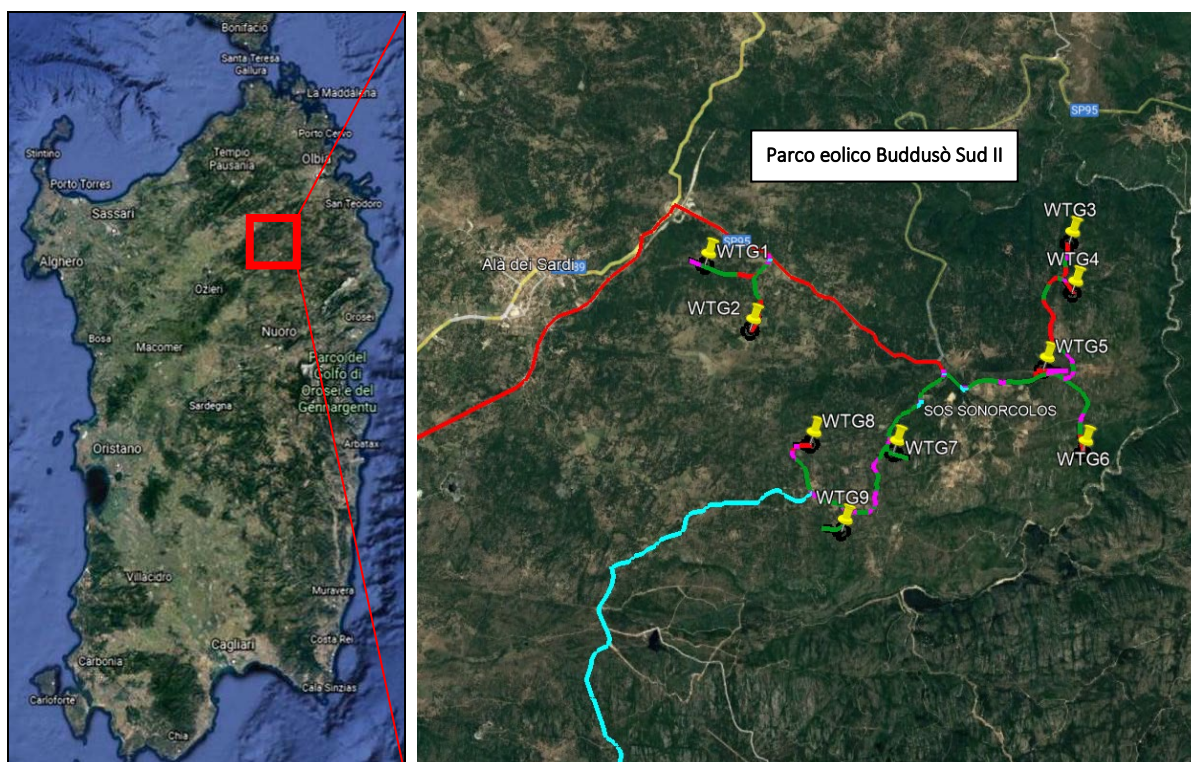 Bonifacio
Santa Teresa
Gallura
La Maddalena
Porto Cervo
Tempio
Pausania
Olbia
Stintino
Porto Torres
San Teodoro
Sassari
Alghero
Ozieri
Orosei
Nuoro
Bosa
Macomer
Parco del
Golfo di
Orosei e del
Gennargentu
Sardegna
Arbatax
Oristano
Villacidro
Muravera
Costa Rei
Cagliari
Carbonia
Cala Sinzias
Carloforte
Chia
SP95
Parco eolico Buddusò Sud II
WTG3
SP95
WTG1
WTG4
Alà dei Sardi
WTG2
WTG5
SOS SONORCOLOS
WTG8
WTG7
WTG6
WTG9